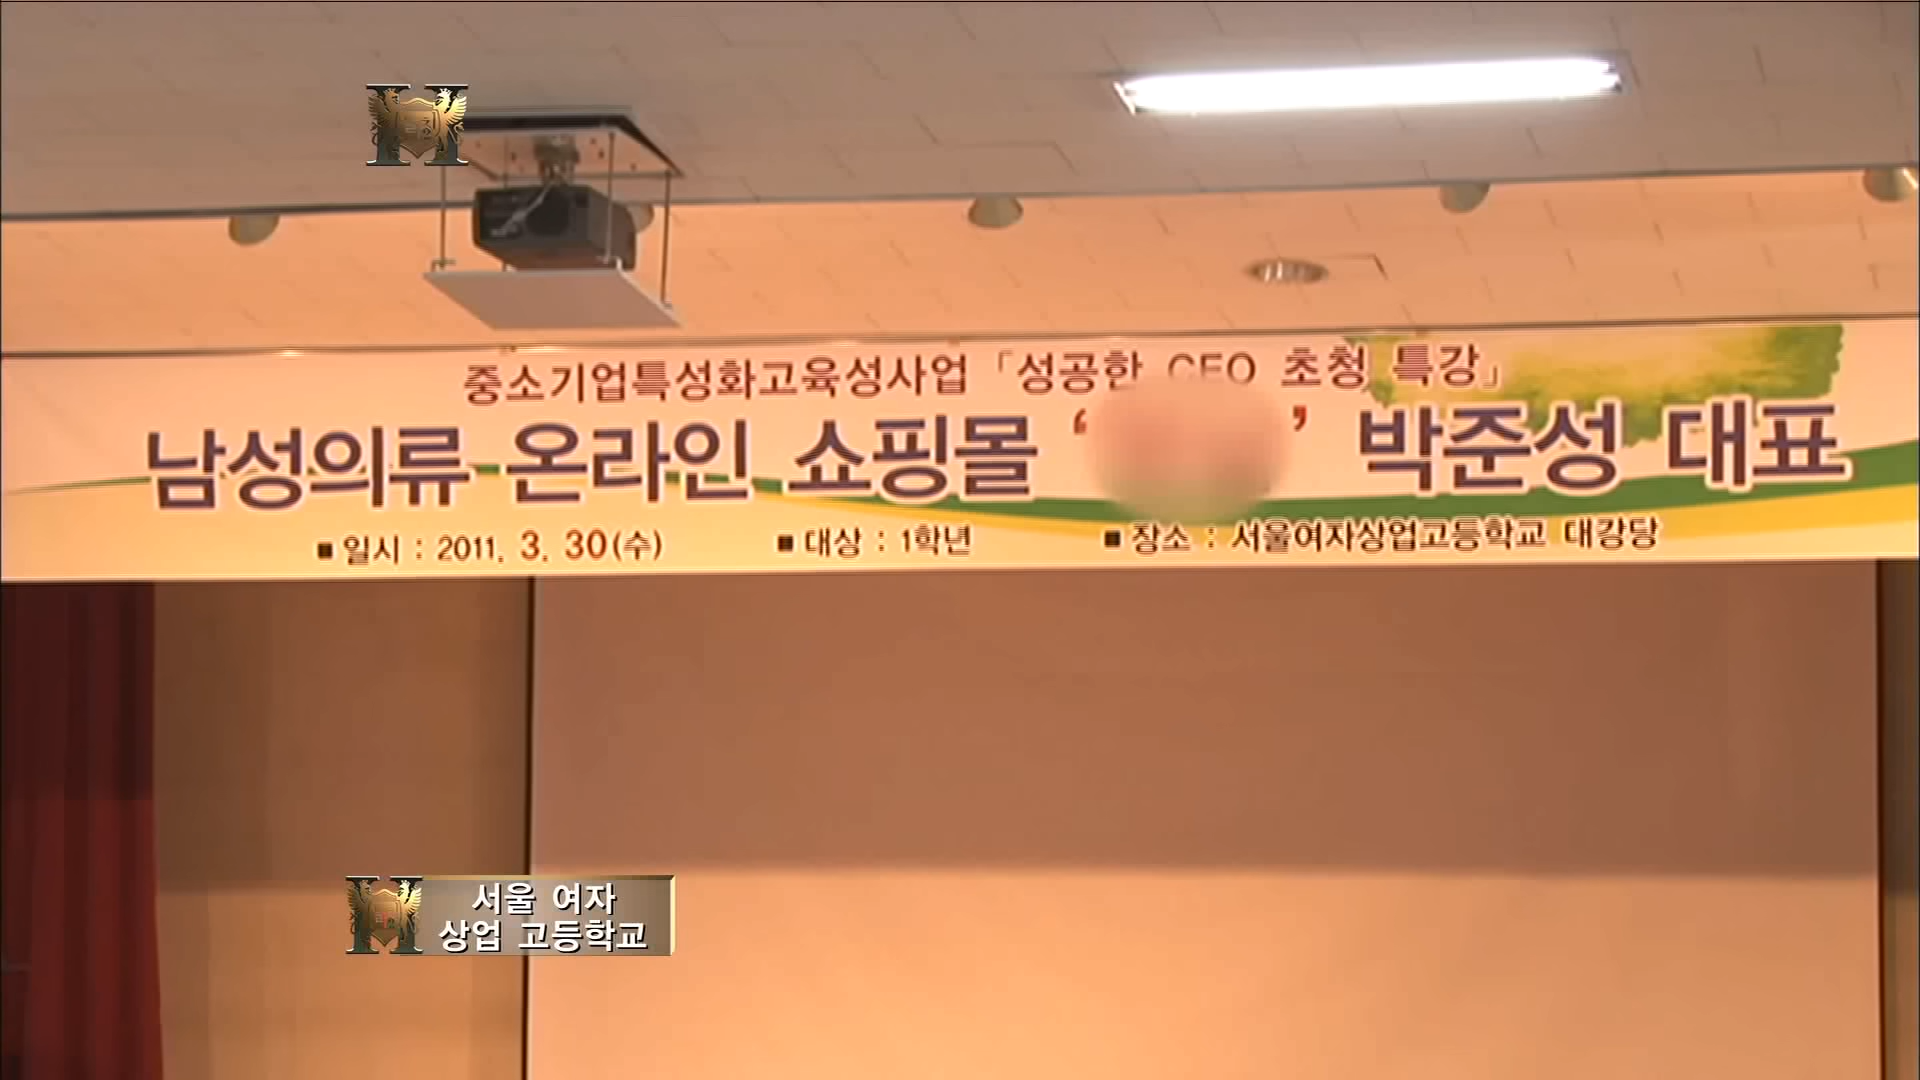 중소기업특성화고육성사업 「성공한 CEO 초청 특강」
남성의류 온라인 쇼핑몰 ‘ ’ 박준성 대표
■ 일시 : 2011. 3. 30(수) ■ 대상 : 1학년 ■ 장소 : 서울여자상업고등학교 대강당
서울 여자
상업 고등학교